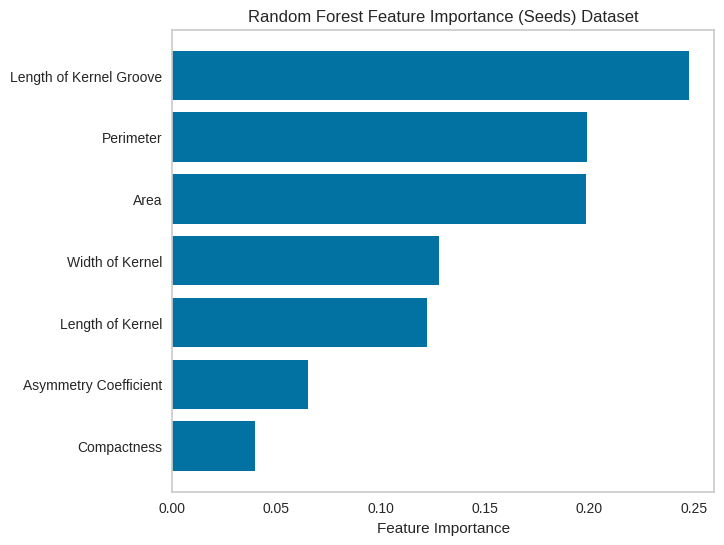 Random Forest Feature Importance (Seeds) Dataset
Length of Kernel Groove
Perimeter
Area
Width of Kernel
Length of Kernel
Asymmetry Coefficient
Compactness
0.00 0.05 0.10 0.15 0.20 0.25
Feature Importance